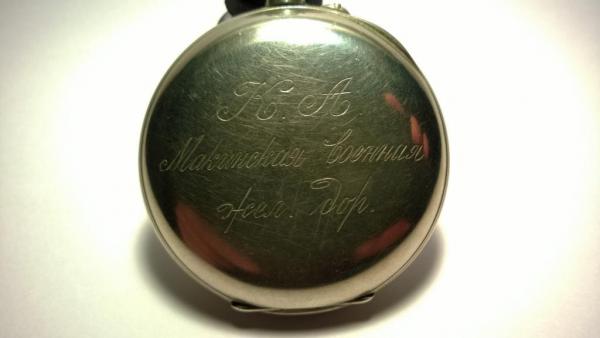 К. А
Макинская военная
жел. дор.